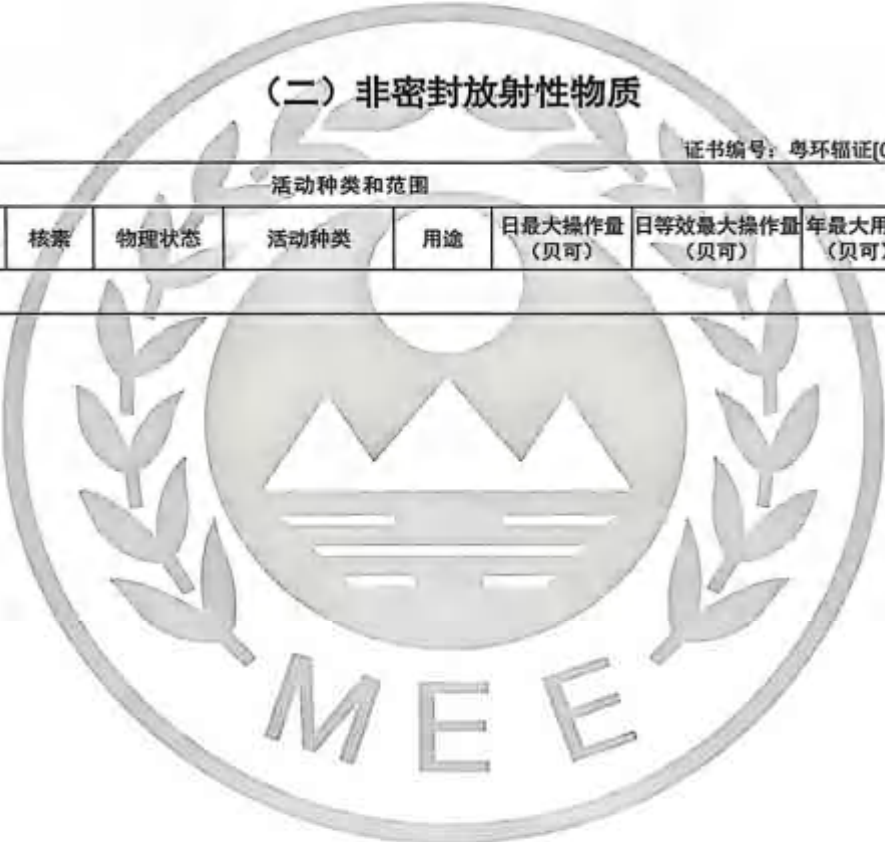 （二）非密封放射性物质
证书编号：粤环辐证[0
活动种类和范围
核素 物理状态 活动种类 用途 日最大操作量（贝可） 日等效最大操作量（贝可） 年最大用（贝可）
MEE